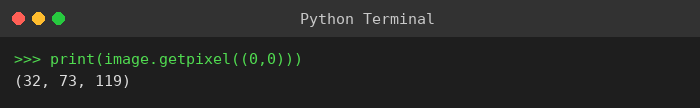 Python Terminal
>>> print(image.getpixel((0,0)))
(32, 73, 119)